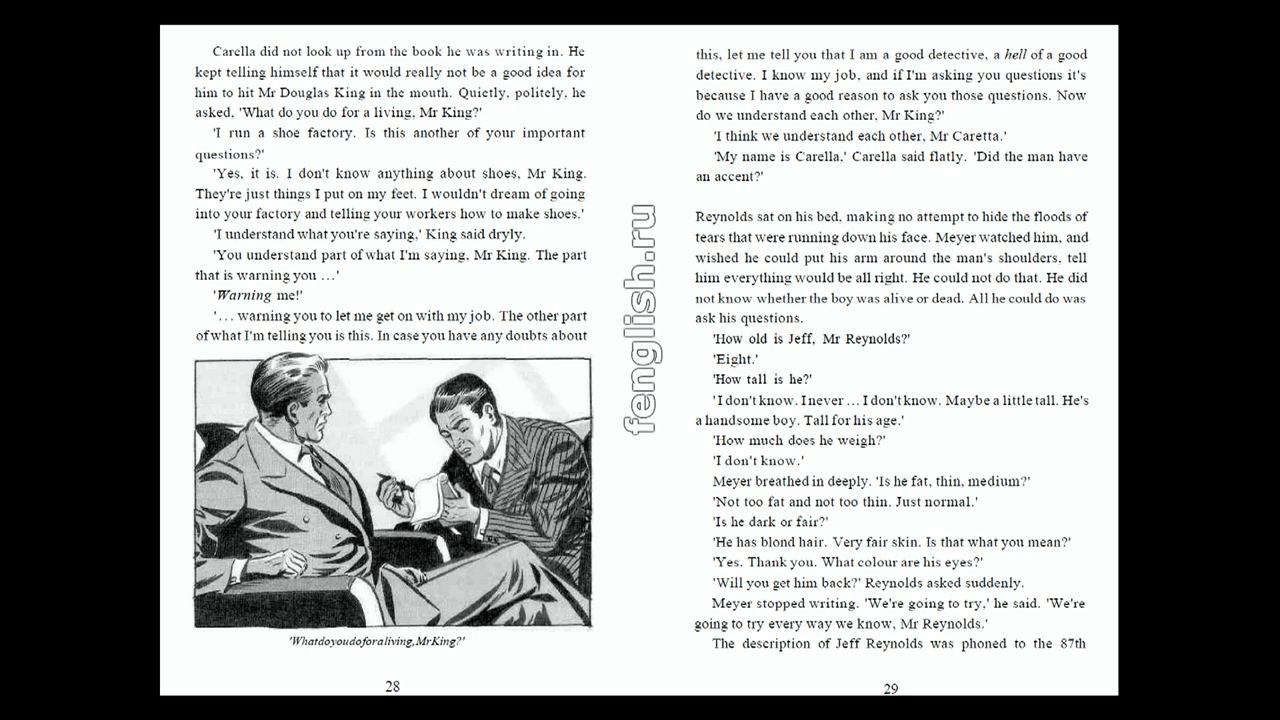 Carella did not look up from the book he was writing in. He
kept telling himself that it would really not be a good idea for
him to hit Mr Douglas King in the mouth. Quietly, politely, he
asked, 'What do you do for a living, Mr King?'
'I run a shoe factory. Is this another of your important
questions?'
'Yes, it is. I don't know anything about shoes, Mr King.
They're just things I put on my feet. I wouldn't dream of going
into your factory and telling your workers how to make shoes.'
'I understand what you're saying,' King said dryly.
'You understand part of what I'm saying, Mr King. The part
that is warning you ...'
'Warning me!'
'... warning you to let me get on with my job. The other part
of what I'm telling you is this. In case you have any doubts about
'Whatdoyoudoforaliving,MrKing?'
28
fenglish.ru
this, let me tell you that I am a good detective, a hell of a good
detective. I know my job, and if I'm asking you questions it's
because I have a good reason to ask you those questions. Now
do we understand each other, Mr King?'
'I think we understand each other, Mr Caretta.'
'My name is Carella,' Carella said flatly. 'Did the man have
an accent?'
Reynolds sat on his bed, making no attempt to hide the floods of
tears that were running down his face. Meyer watched him, and
wished he could put his arm around the man's shoulders, tell
him everything would be all right. He could not do that. He did
not know whether the boy was alive or dead. All he could do was
ask his questions.
'How old is Jeff, Mr Reynolds?'
'Eight.'
'How tall is he?'
'I don't know. Inever ... I don't know. Maybe a little tall. He's
a handsome boy. Tall for his age.'
'How much does he weigh?'
'I don't know.'
Meyer breathed in deeply. 'Is he fat, thin, medium?'
'Not too fat and not too thin. Just normal.'
'Is he dark or fair?'
'He has blond hair. Very fair skin. Is that what you mean?'
'Yes. Thank you. What colour are his eyes?'
'Will you get him back?' Reynolds asked suddenly.
Meyer stopped writing. 'We're going to try,' he said. 'We're
going to try every way we know, Mr Reynolds.'
The description of Jeff Reynolds was phoned to the 87th
29